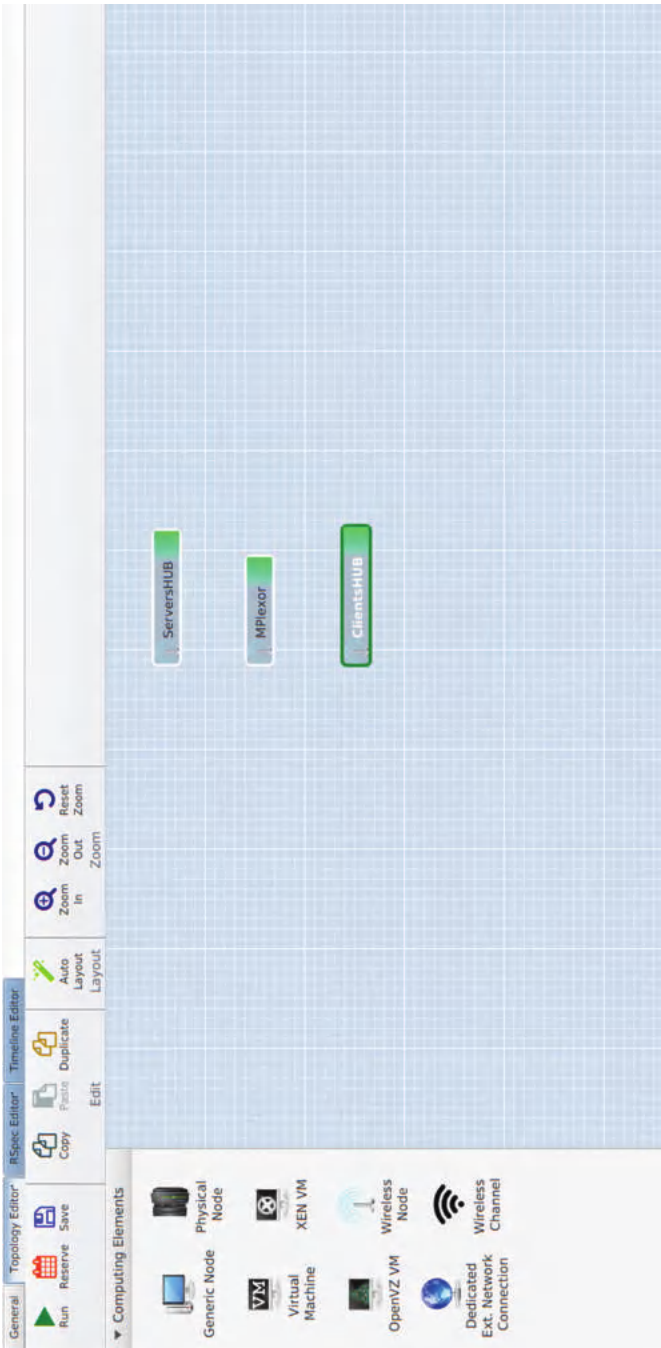 General
Topology Editor*
RSpec Editor*
Timeline Editor
Run
Reserve
Save
Copy
Paste
Duplicate
Edit
Auto
Layout
Layout
Zoom
In
Zoom
Out
Reset
Zoom
Zoom
▼ Computing Elements
Generic Node
Physical
Node
VM
Virtual
Machine
XEN VM
OpenVZ VM
Wireless
Node
Dedicated
Ext. Network
Connection
Wireless
Channel
ServersHUB
MPlexor
ClientsHUB